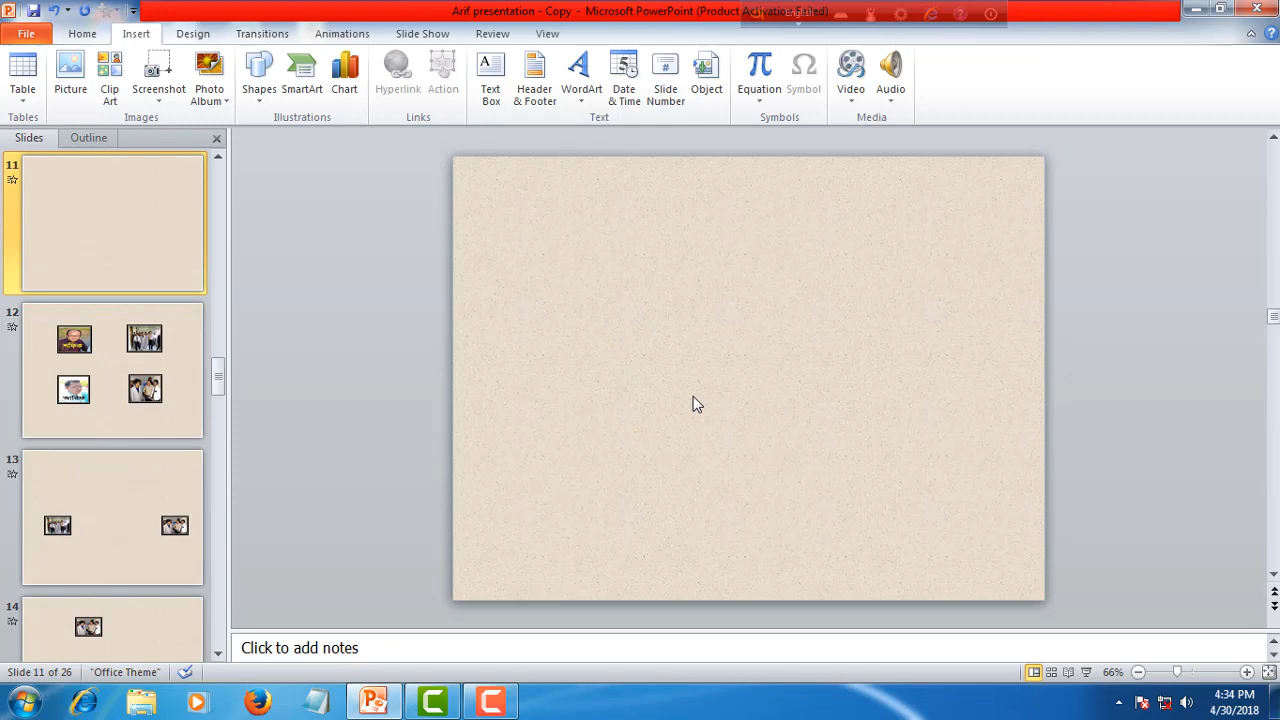 Arif presentation - Copy - Microsoft PowerPoint (Product Activation Failed)
File Home Insert Design Transitions Animations Slide Show Review View
Table Picture Clip Art Screenshot Photo Album Shapes SmartArt Chart Hyperlink Action Text Box Header & Footer WordArt Date & Time Slide Number Object Equation Symbol Video Audio
Tables Images Illustrations Links Text Symbols Media
Slides Outline
11
12
শফিক
13
14
Click to add notes
Slide 11 of 26 "Office Theme" 66%
4:34 PM
4/30/2018